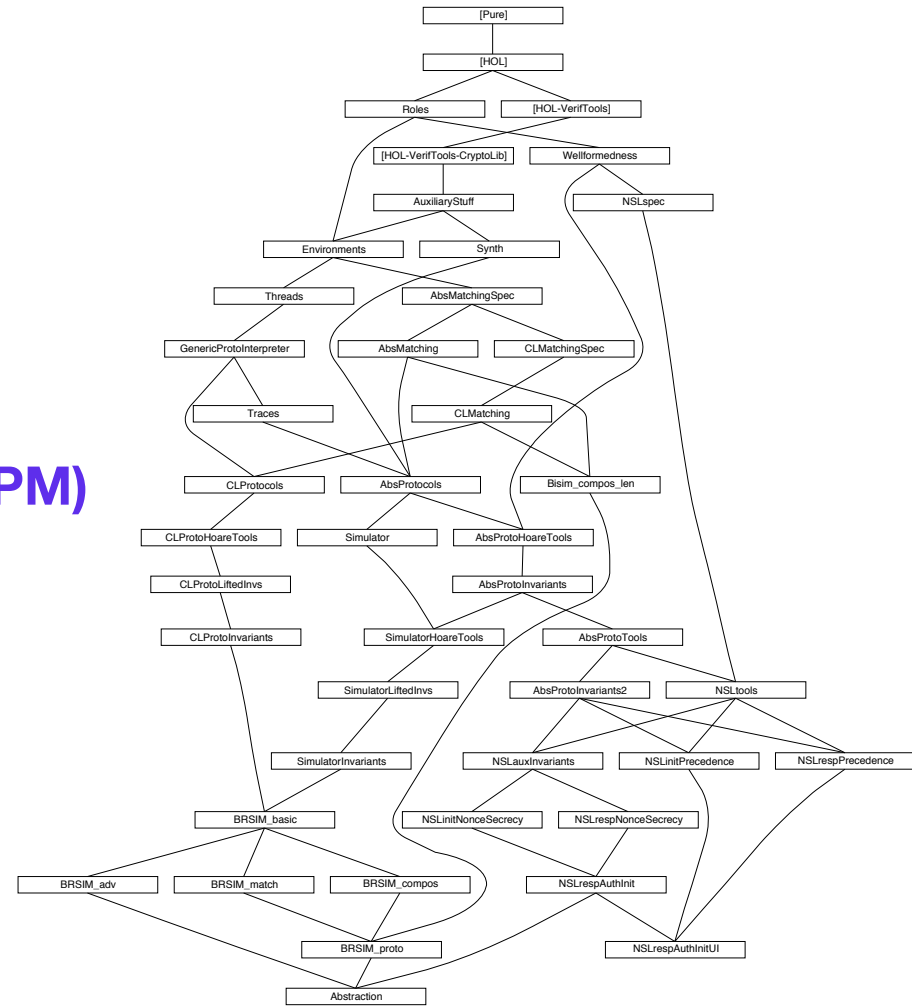 [Pure]
[HOL]
Roles
[HOL-VerifTools]
[HOL-VerifTools-CryptoLib]
Wellformedness
AuxiliaryStuff
NSLspec
Environments
Synth
Threads
AbsMatchingSpec
GenericProtoInterpreter
AbsMatching
CLMatchingSpec
Traces
CLMatching
PM)
CLProtocols
AbsProtocols
Bisim_compos_len
CLProtoHoareTools
Simulator
AbsProtoHoareTools
CLProtoLiftedInvs
AbsProtoInvariants
CLProtoInvariants
SimulatorHoareTools
AbsProtoTools
SimulatorLiftedInvs
AbsProtoInvariants2
NSLtools
SimulatorInvariants
NSLauxInvariants
NSLinitPrecedence
NSLrespPrecedence
BRSIM_basic
NSLinitNonceSecrecy
NSLrespNonceSecrecy
BRSIM_adv
BRSIM_match
BRSIM_compos
NSLrespAuthInit
BRSIM_proto
NSLrespAuthInitUI
Abstraction